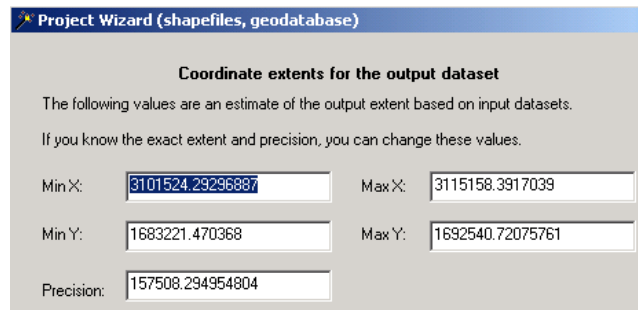 Project Wizard (shapefiles, geodatabase)
Coordinate extents for the output dataset
The following values are an estimate of the output extent based on input datasets.
If you know the exact extent and precision, you can change these values.
Min X: 3101524.29296887 Max X: 3115158.3917039
Min Y: 1683221.470368 Max Y: 1692540.72075761
Precision: 157508.294954804